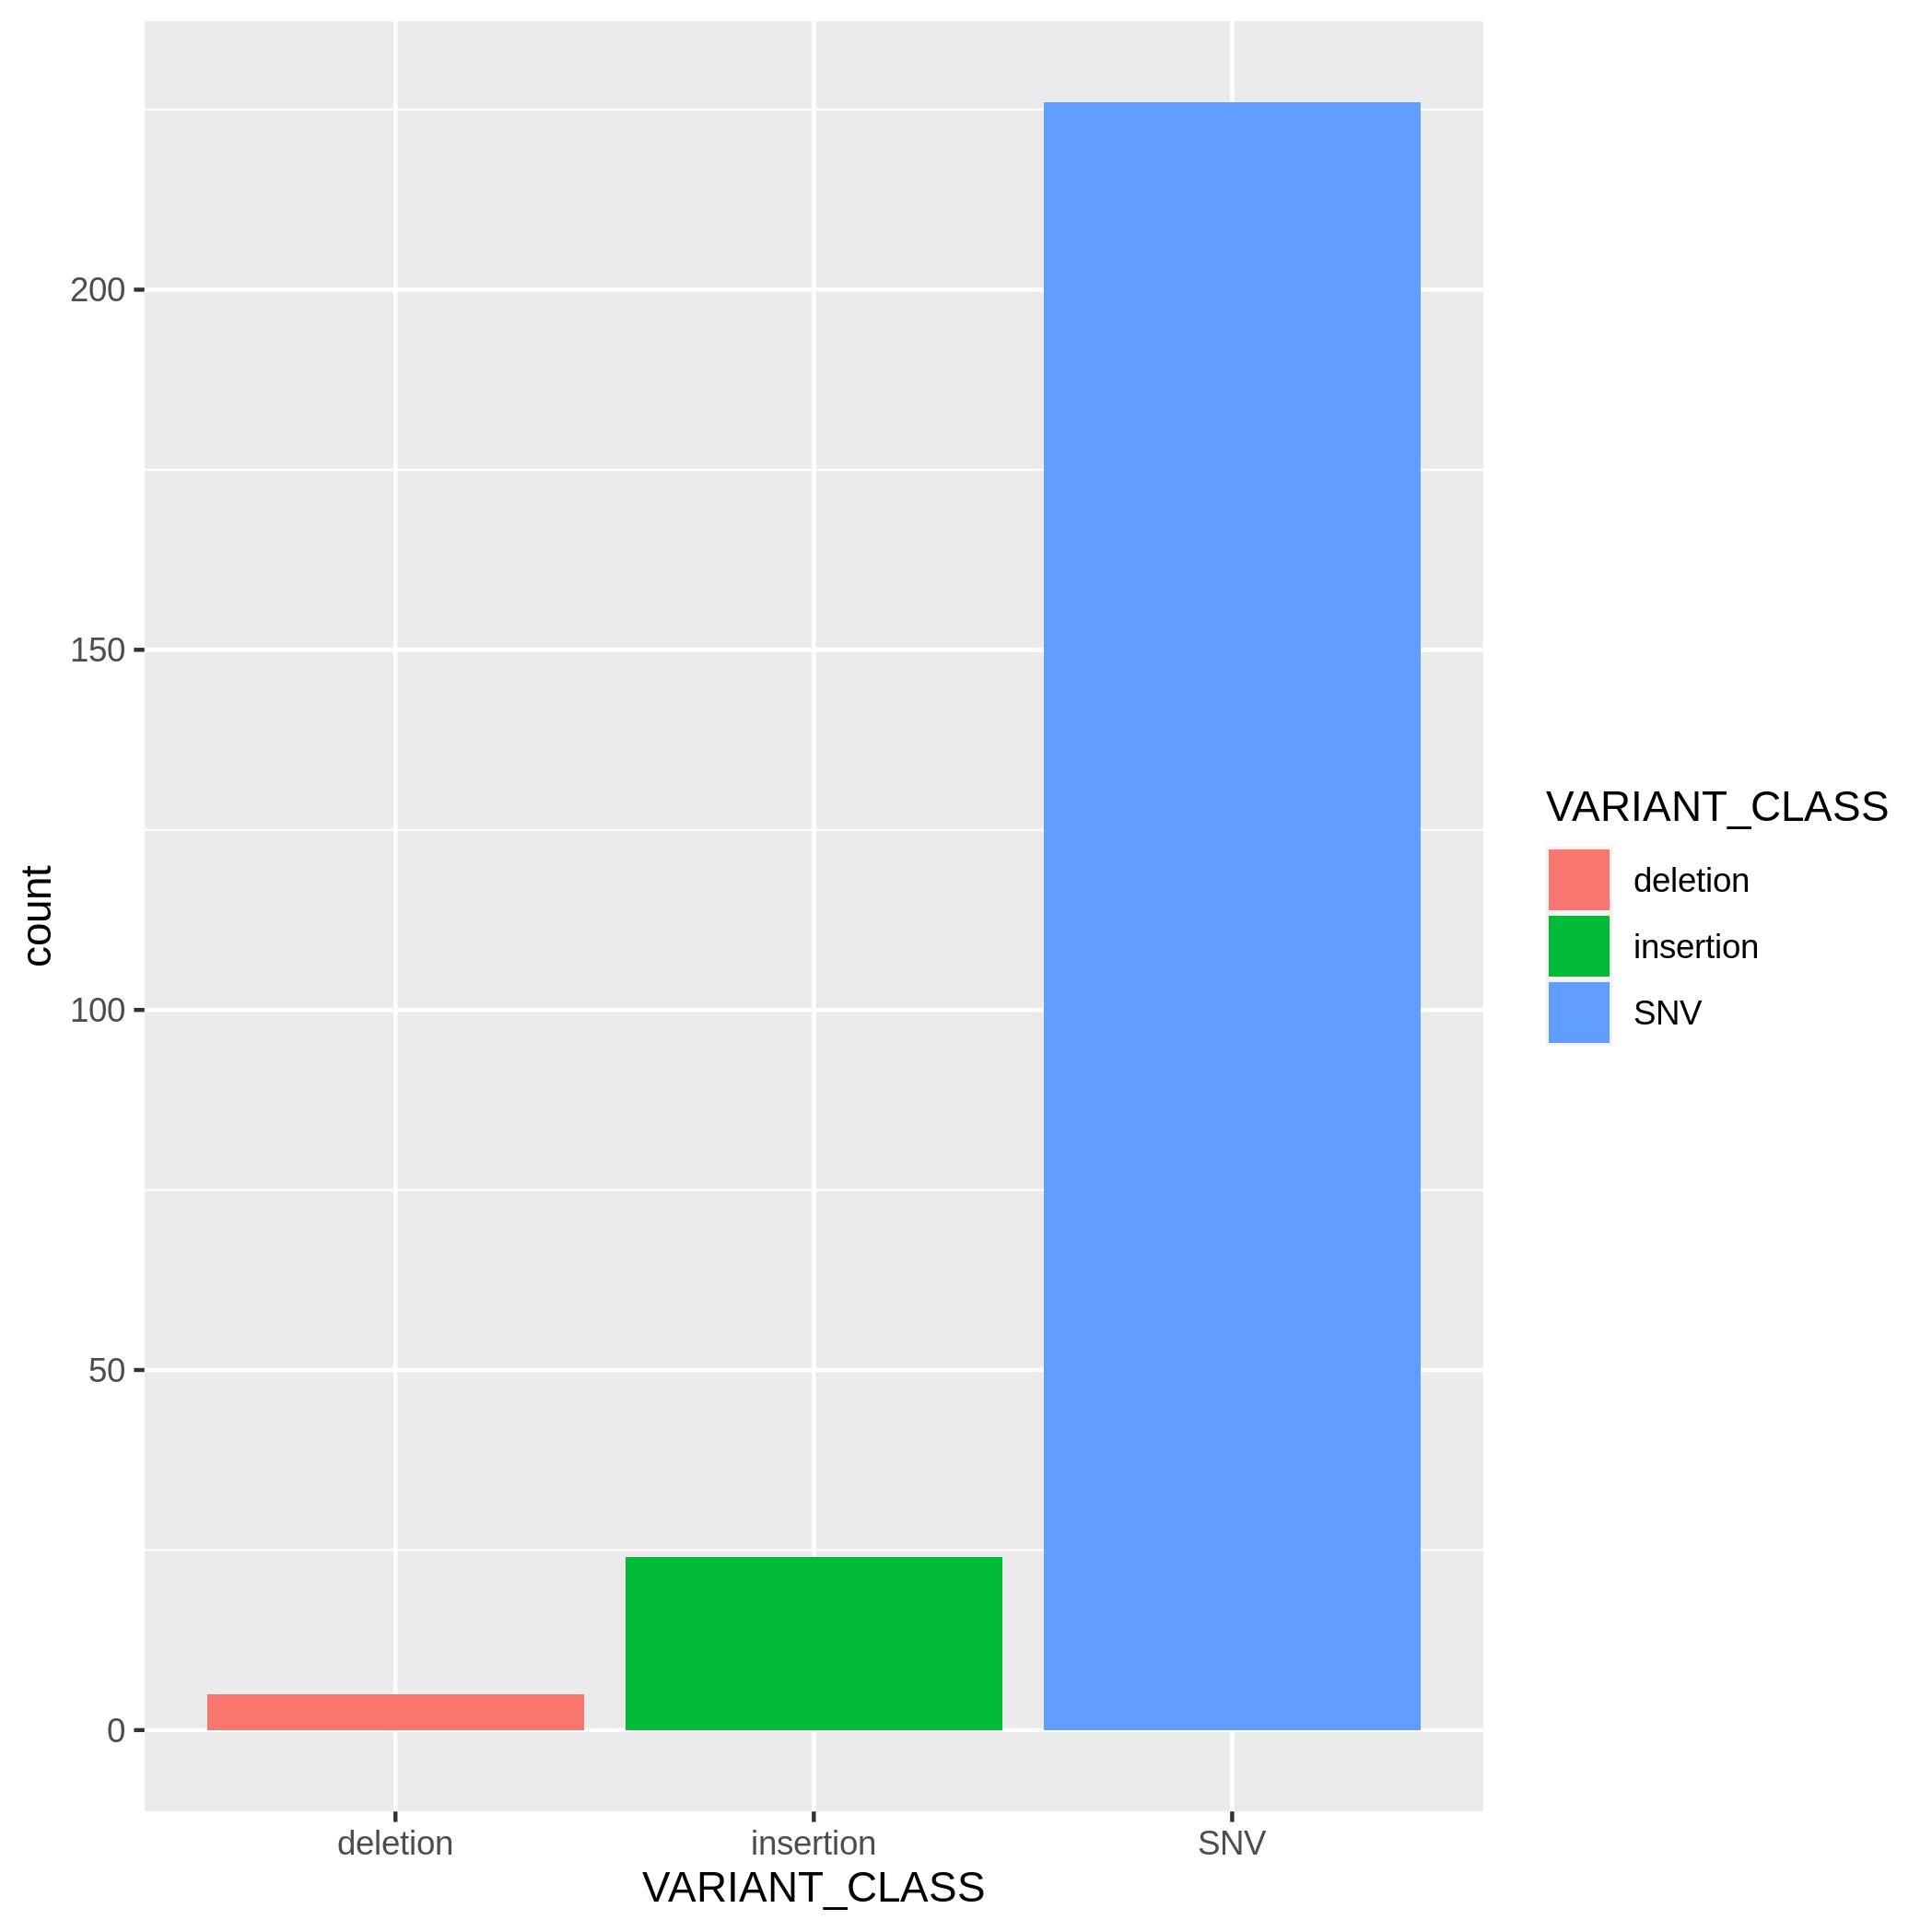 200
150
100
50
0
count
deletion
insertion
SNV
VARIANT_CLASS
VARIANT_CLASS
deletion
insertion
SNV